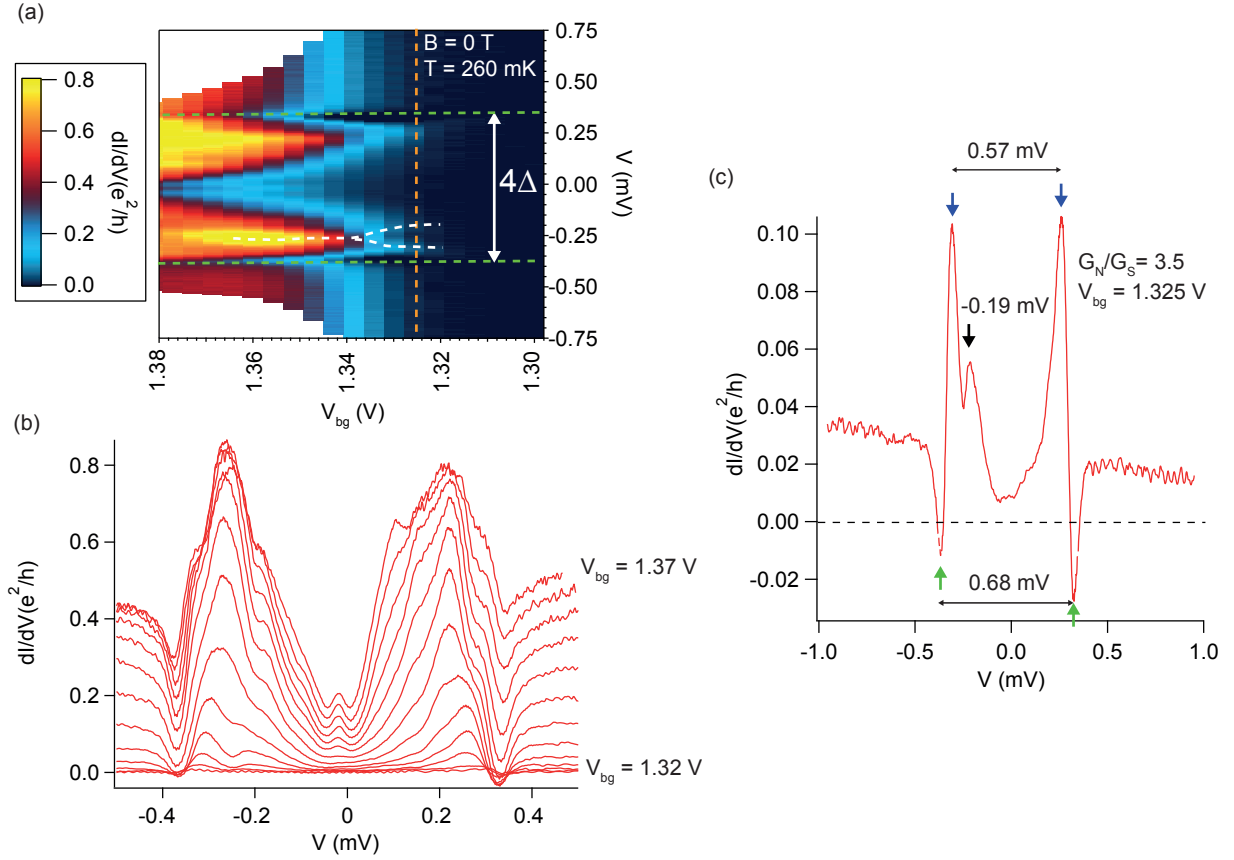 (a)
0.8
0.6
0.4
0.2
0.0
dI/dV(e²/h)
B = 0 T
T = 260 mK
4Δ
0.75
0.50
0.25
0.00
-0.25
-0.50
-0.75
V (mV)
1.38
1.36
1.34
1.32
1.30
V_bg (V)
(b)
0.8
0.6
0.4
0.2
0.0
dI/dV(e²/h)
V_bg = 1.37 V
V_bg = 1.32 V
-0.4
-0.2
0
0.2
0.4
V (mV)
(c)
0.57 mV
G_N/G_S= 3.5
V_bg = 1.325 V
-0.19 mV
0.68 mV
0.10
0.08
0.06
0.04
0.02
0.00
-0.02
dI/dV(e²/h)
-1.0
-0.5
0.0
0.5
1.0
V (mV)